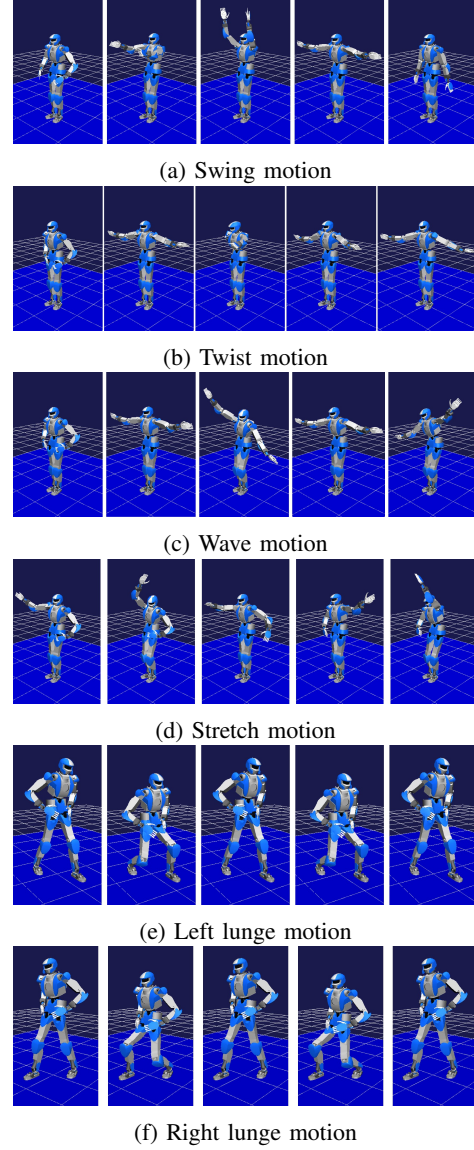 (a) Swing motion
(b) Twist motion
(c) Wave motion
(d) Stretch motion
(e) Left lunge motion
(f) Right lunge motion